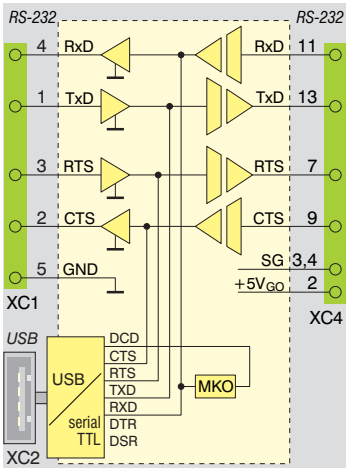 RS-232 RS-232
4 RxD RxD 11
1 TxD TxD 13
3 RTS RTS 7
2 CTS CTS 9
5 GND SG 3,4
+5VGO 2
XC1 XC4
USB
DCD
CTS
RTS
TXD
RXD
DTR
DSR
USB
serial
TTL
MKO
XC2